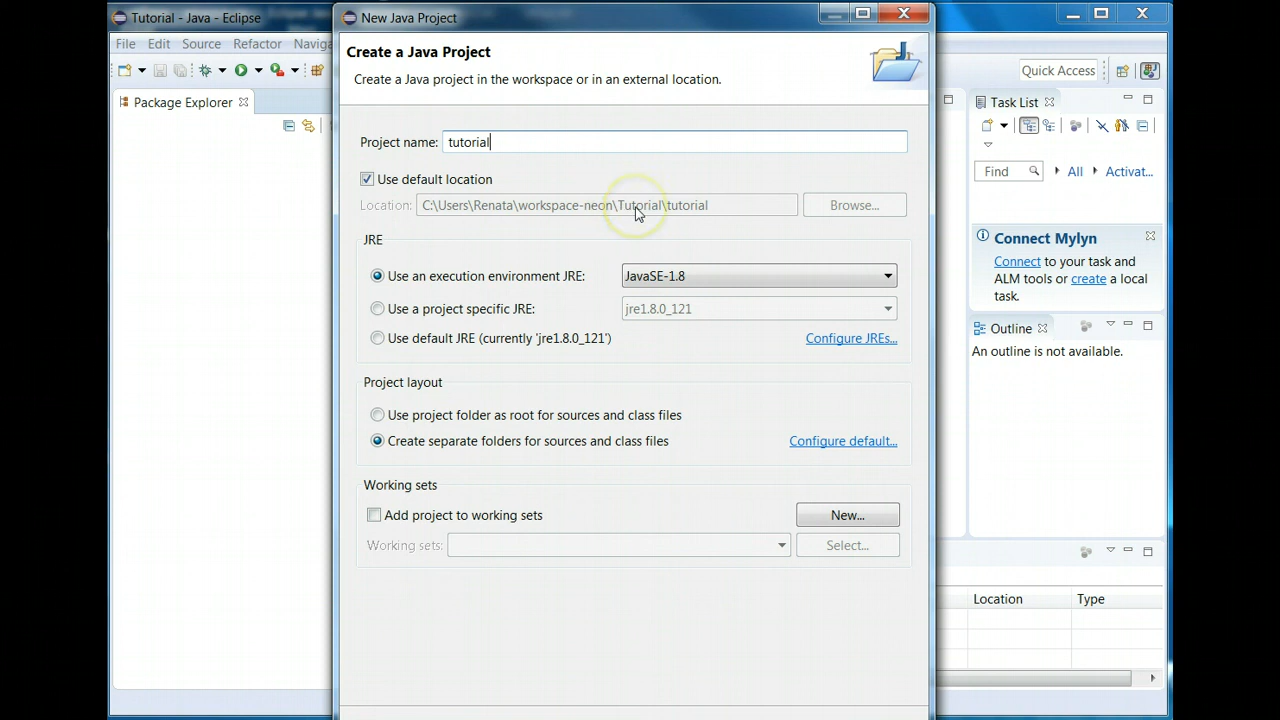 Tutorial - Java - Eclipse
New Java Project
File Edit Source Refactor Naviga
Create a Java Project
Create a Java project in the workspace or in an external location.
Quick Access
Package Explorer
Task List
Project name: tutorial
Find All Activat...
Use default location
Location: C:\Users\Renata\workspace-neon\Tutorial\tutorial Browse...
JRE
Connect Mylyn
Connect to your task and
ALM tools or create a local
task.
Use an execution environment JRE: JavaSE-1.8
Use a project specific JRE: jre1.8.0_121
Use default JRE (currently 'jre1.8.0_121') Configure JREs...
Outline
An outline is not available.
Project layout
Use project folder as root for sources and class files
Create separate folders for sources and class files Configure default...
Working sets
Add project to working sets New...
Working sets: Select...
Location Type